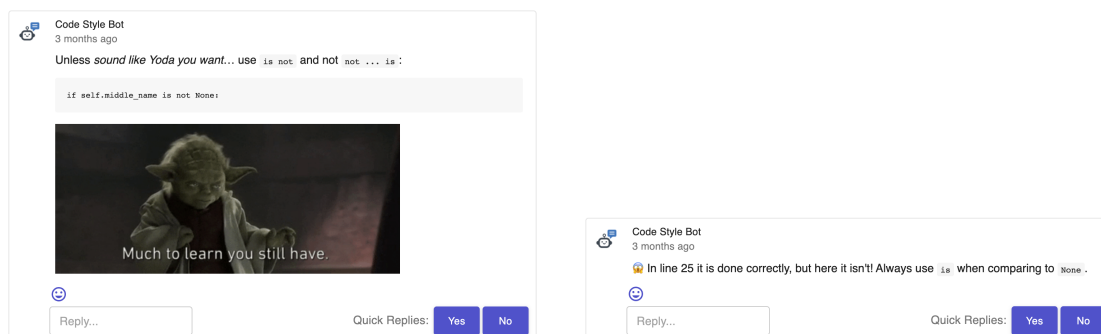 Code Style Bot
3 months ago
Unless sound like Yoda you want... use is not and not not ... is :
if self.middle_name is not None:
Much to learn you still have.
Reply...
Quick Replies:
Yes
No
Code Style Bot
3 months ago
😱 In line 25 it is done correctly, but here it isn't! Always use is when comparing to None .
Reply...
Quick Replies:
Yes
No